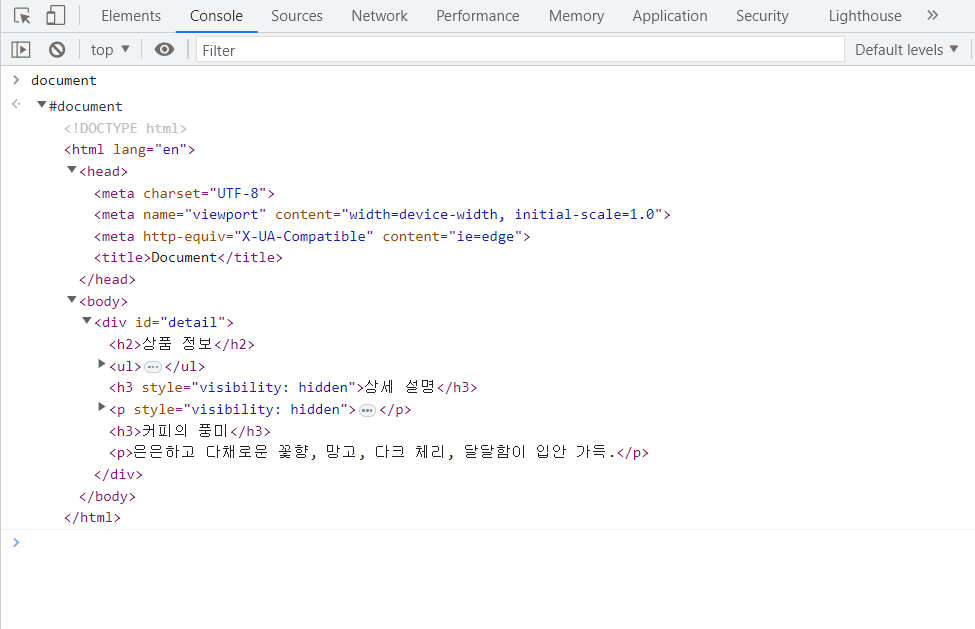 Elements Console Sources Network Performance Memory Application Security Lighthouse
top Filter Default levels
document
#document
<!DOCTYPE html>
<html lang="en">
<head>
<meta charset="UTF-8">
<meta name="viewport" content="width=device-width, initial-scale=1.0">
<meta http-equiv="X-UA-Compatible" content="ie=edge">
<title>Document</title>
</head>
<body>
<div id="detail">
<h2>상품 정보</h2>
<ul>…</ul>
<h3 style="visibility: hidden">상세 설명</h3>
<p style="visibility: hidden">…</p>
<h3>커피의 풍미</h3>
<p>은은하고 다채로운 꽃향, 망고, 다크 체리, 달달함이 입안 가득.</p>
</div>
</body>
</html>